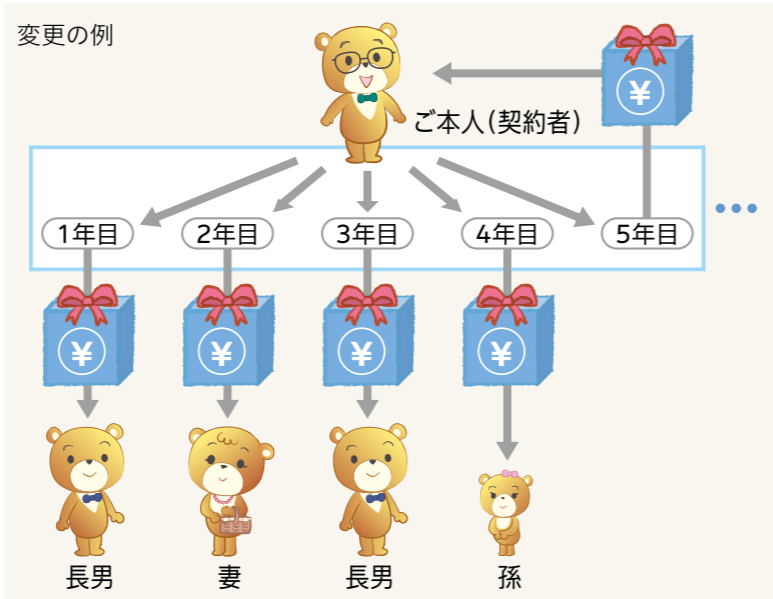 変更の例
¥
ご本人(契約者)
1年目
2年目
3年目
4年目
5年目
•••
¥
¥
¥
¥
長男
妻
長男
孫